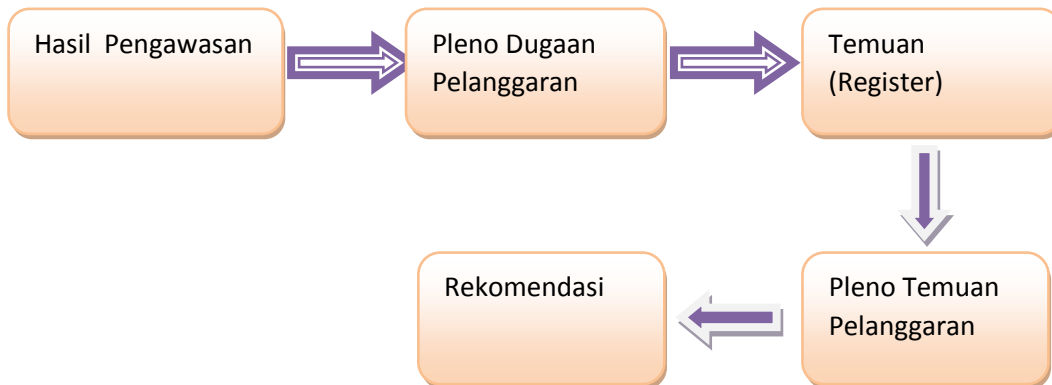 Hasil  Pengawasan
Pleno Dugaan
Pelanggaran
Temuan
(Register)
Pleno Temuan
Pelanggaran
Rekomendasi